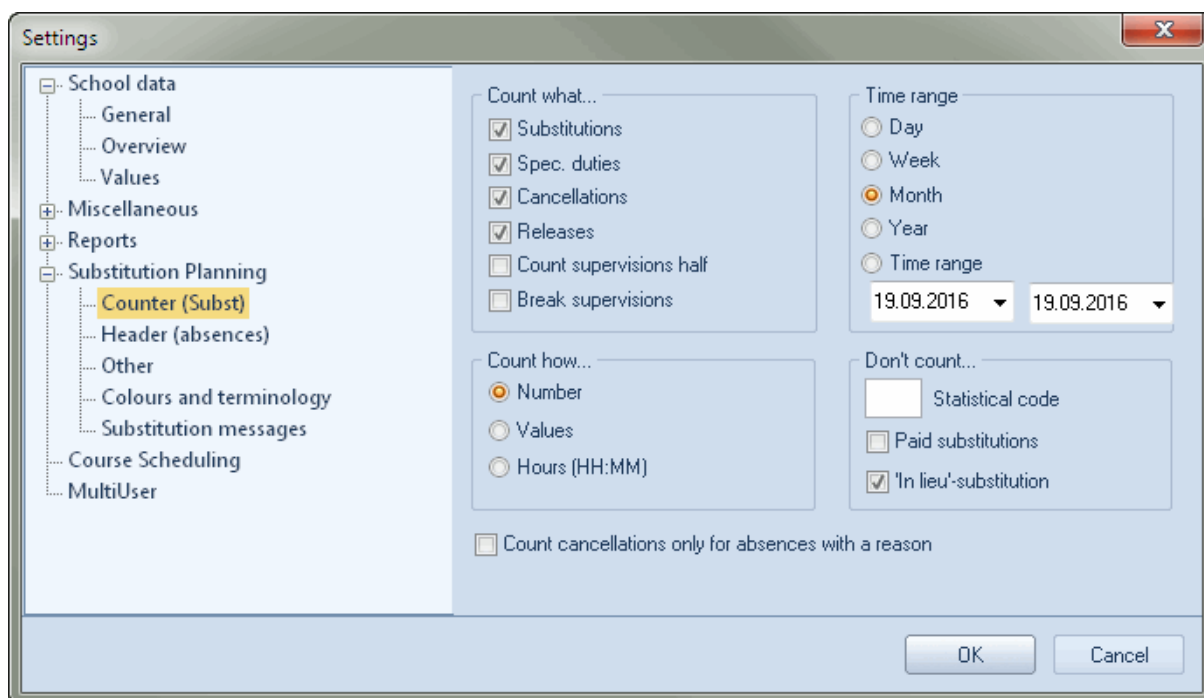 Settings
School data
General
Overview
Values
Miscellaneous
Reports
Substitution Planning
Counter (Subst)
Header (absences)
Other
Colours and terminology
Substitution messages
Course Scheduling
MultiUser
Count what...
Substitutions
Spec. duties
Cancellations
Releases
Count supervisions half
Break supervisions
Time range
Day
Week
Month
Year
Time range
19.09.2016 19.09.2016
Count how...
Number
Values
Hours (HH:MM)
Don't count...
Statistical code
Paid substitutions
'In lieu'-substitution
Count cancellations only for absences with a reason
OK Cancel